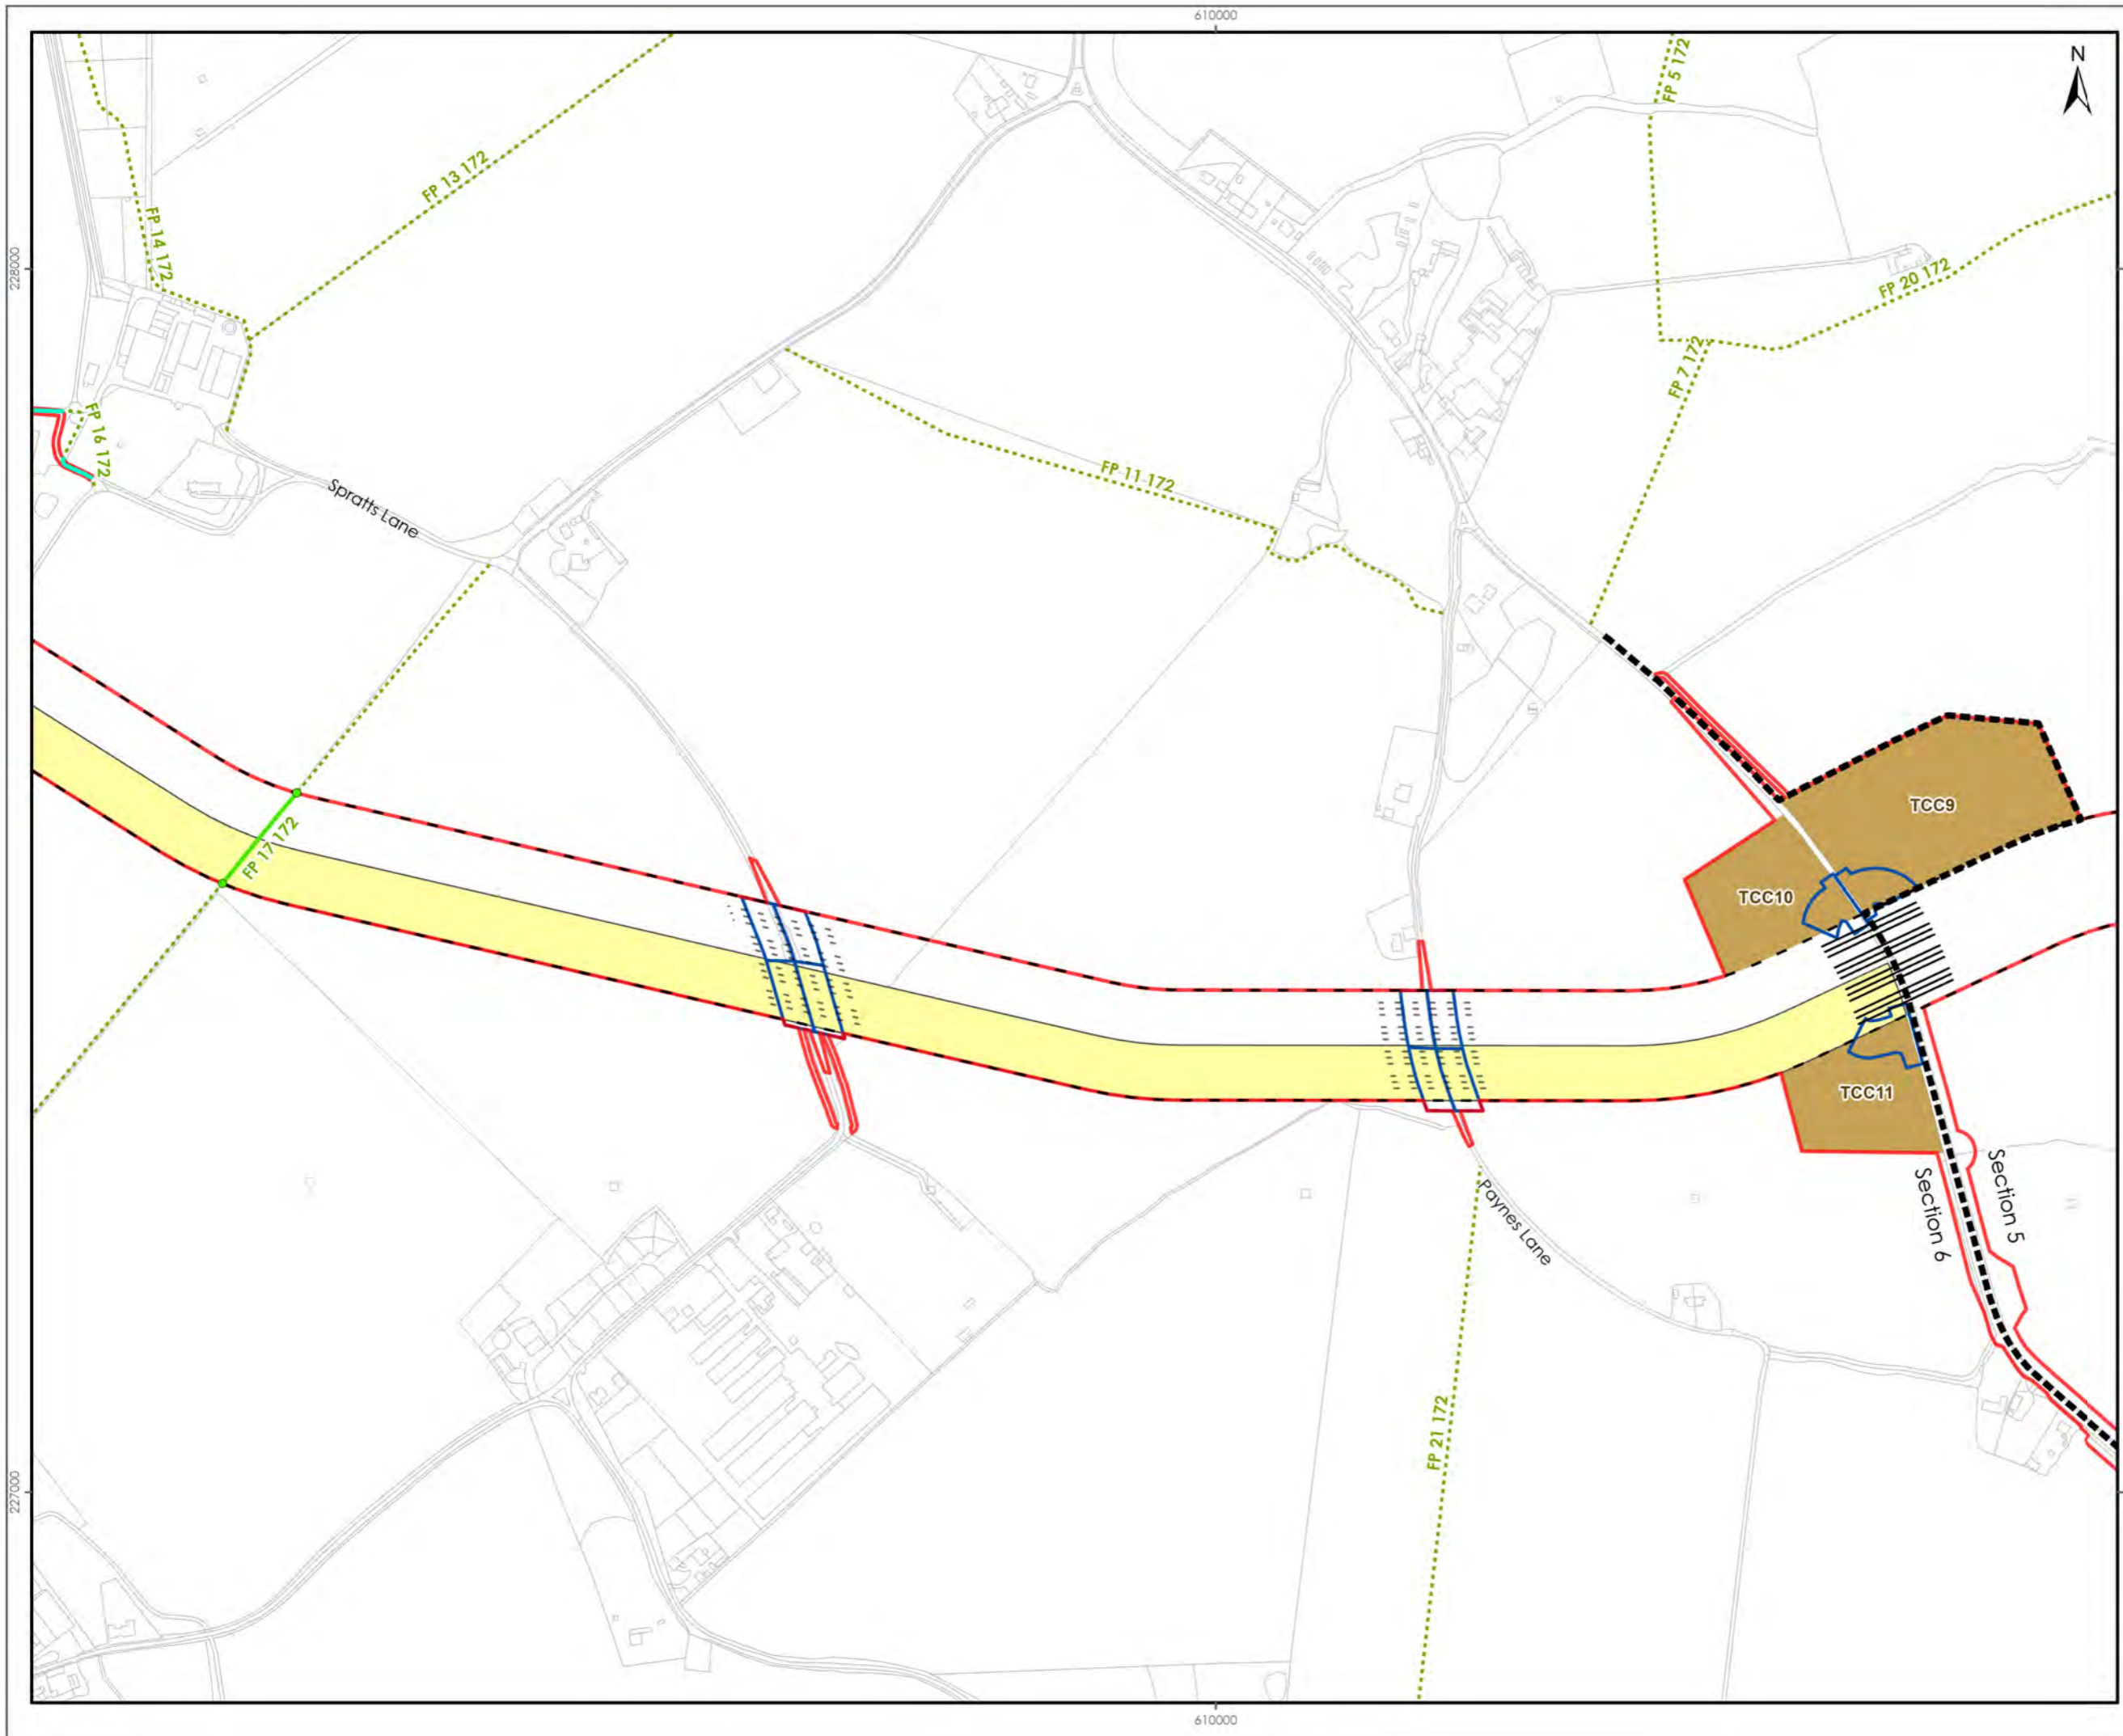 610000
N
FP 5 172
FP 13 172
FP 14 172
228000
FP 20 172
FP 7 172
FP 16 172
FP 11 172
Spratts Lane
TCC9
FP 17 172
TCC10
TCC11
Section 5
Section 6
Paynes Lane
FP 21 172
227000
610000